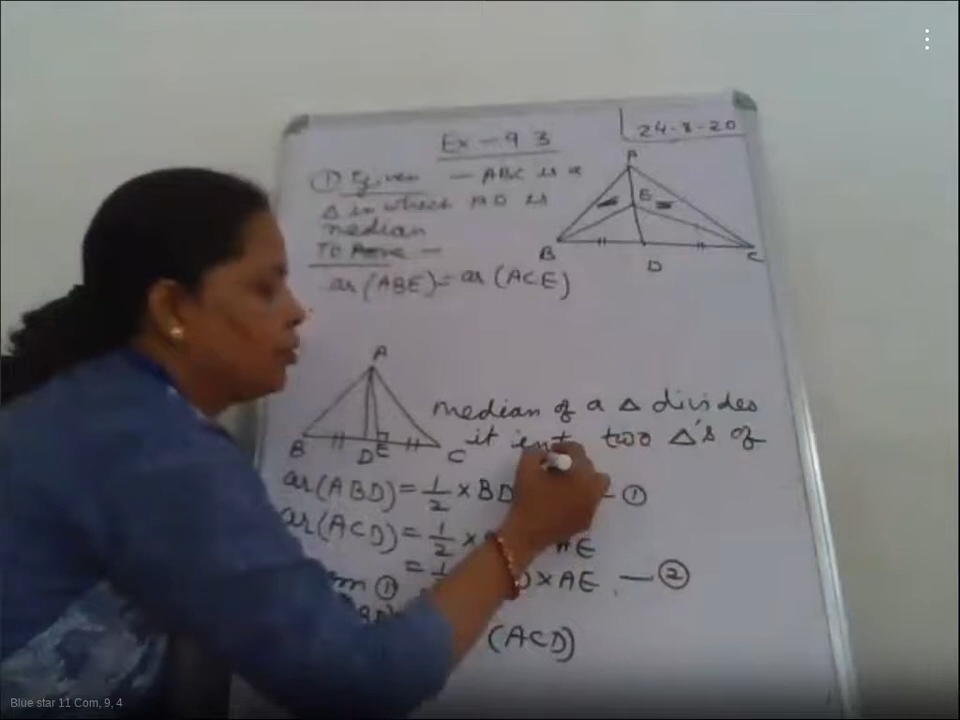 Ex - 9 3
24-8-20
① Given - ABC is a
Δ in which AD is
median
To Prove -
ar (ABE) = ar (ACE)
A
E
B
D
C
A
B
D E
C
median of a Δ divides
it into two Δ's of
ar (ABD) = 1/2 × BD - ①
ar (ACD) = 1/2 × AE
= × AE - ②
①
(ACD)
Blue star 11 Com, 9, 4